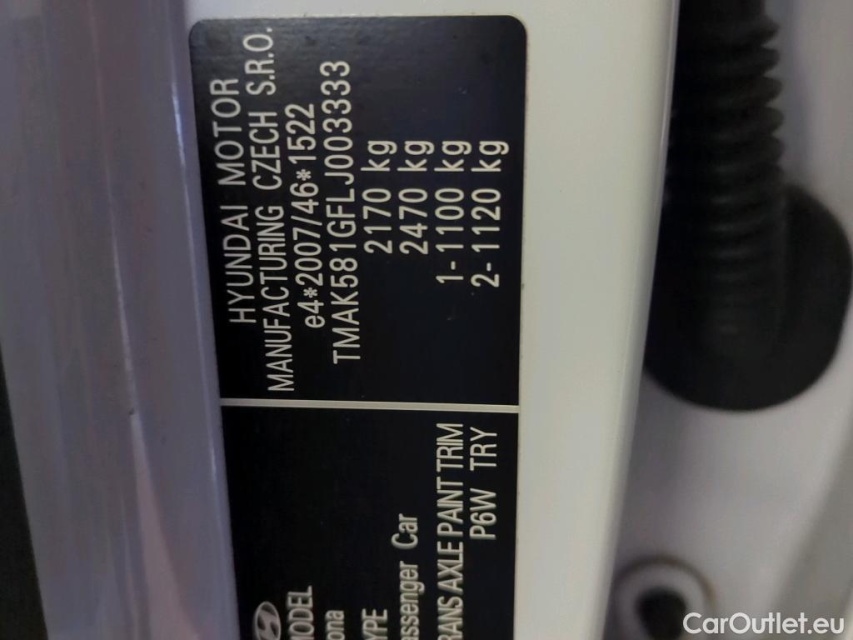 HYUNDAI MOTOR
MANUFACTURING CZECH S.R.O.
e4*2007/46*1522
TMAK581GFLJ003333
2170 kg
2470 kg
1- 1100 kg
2- 1120 kg
ODEL
ona
YPE
assenger Car
RANS AXLE PAINT TRIM
P6W TRY
CarOutlet.eu